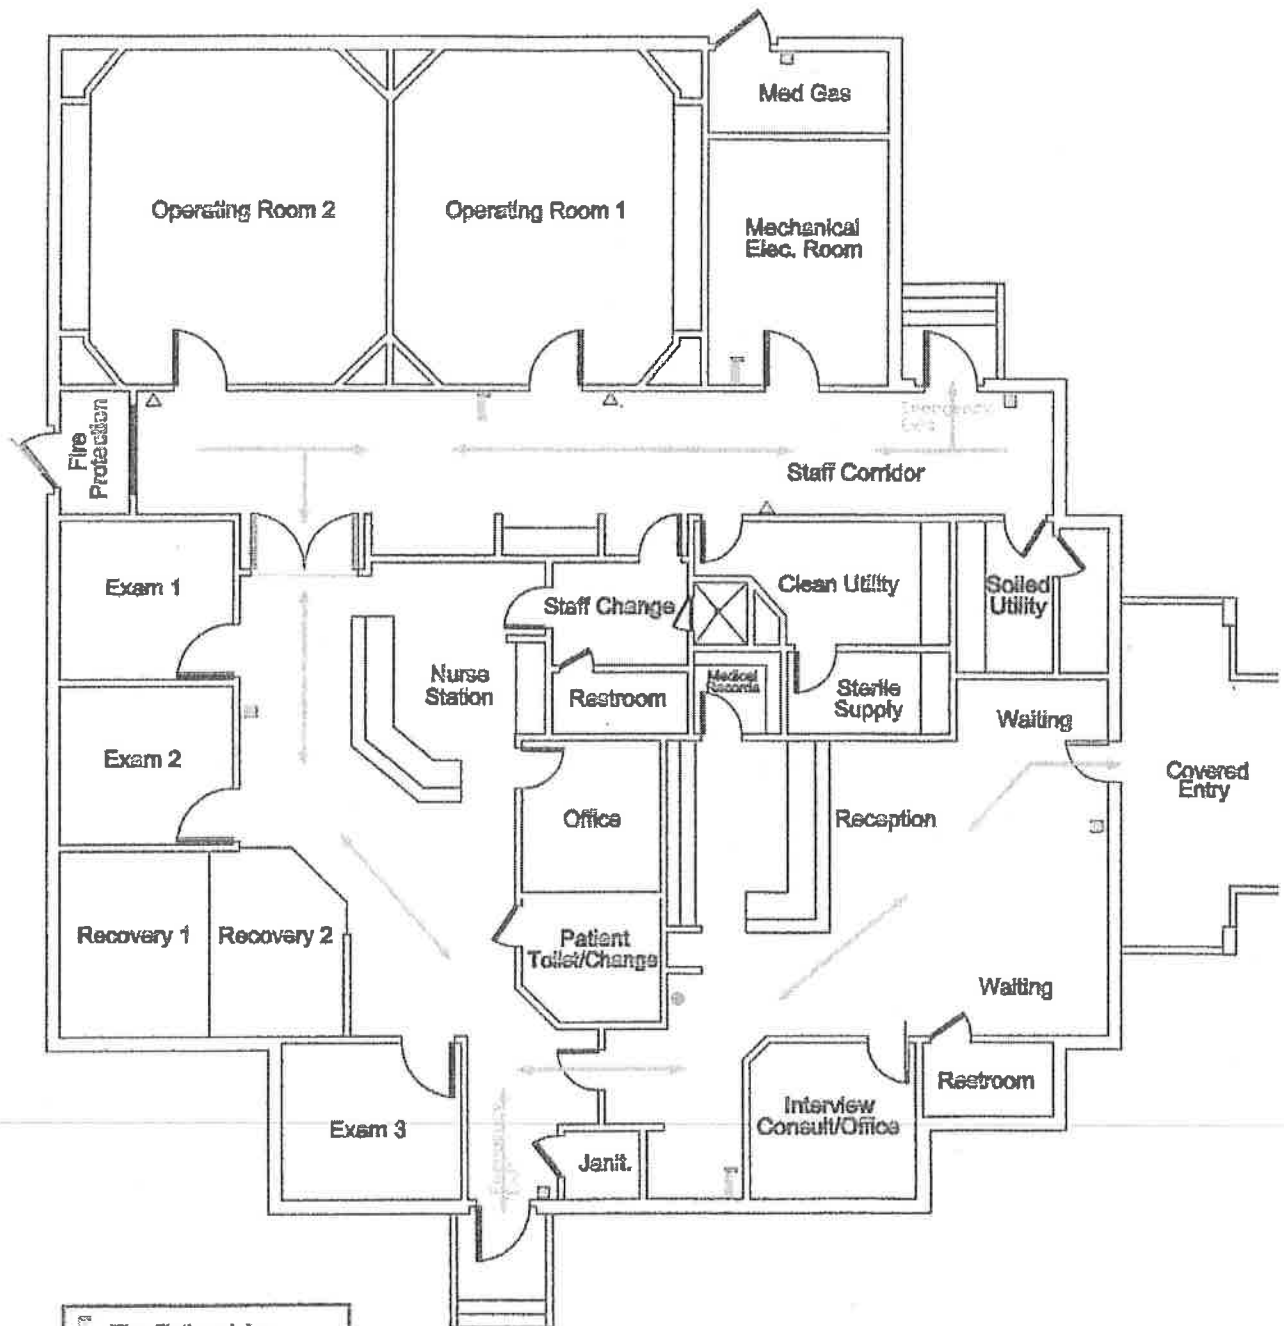 Med Gas
Operating Room 2
Operating Room 1
Mechanical
Elec. Room
Fire
Protection
Emergency
Exit
Staff Corridor
Exam 1
Staff Change
Clean Utility
Soiled
Utility
Nurse
Station
Restroom
Medical
Records
Sterile
Supply
Waiting
Exam 2
Office
Reception
Covered
Entry
Recovery 1
Recovery 2
Patient
Toilet/Change
Waiting
Exam 3
Janit.
Interview
Consult/Office
Restroom